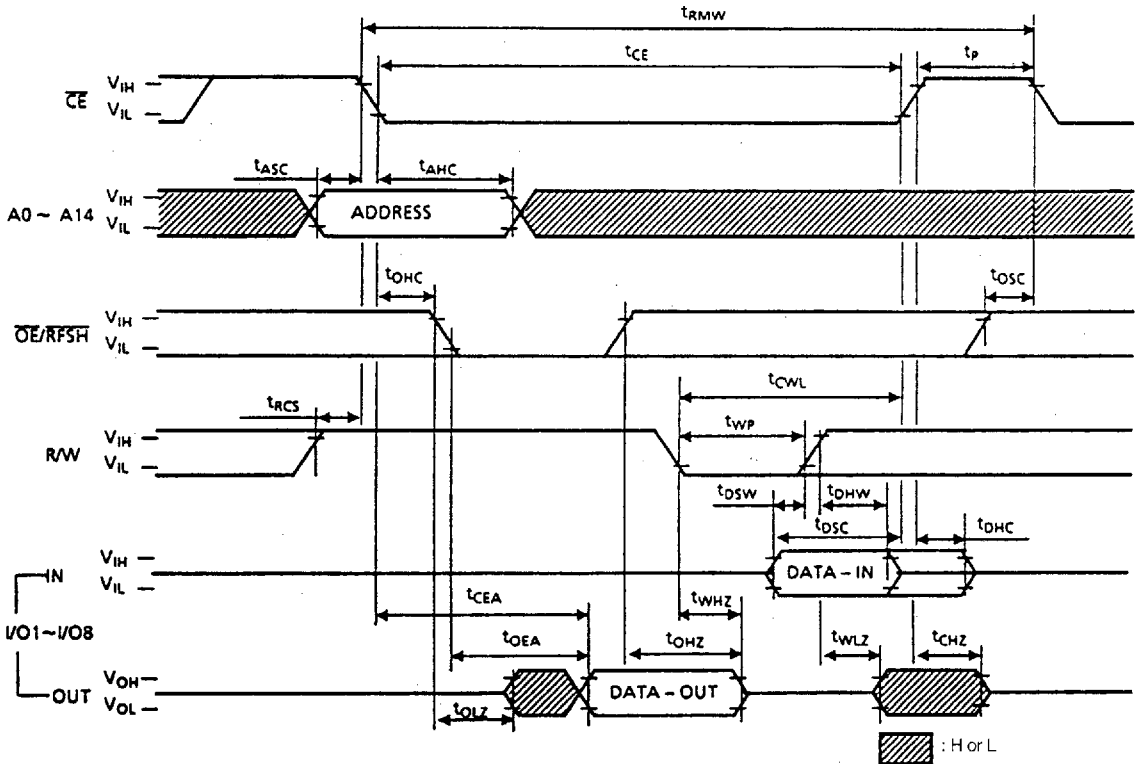 tRMW
tCE
tP
CE
VIH
VIL
tASC
tAHC
A0 ~ A14
VIH
VIL
ADDRESS
tOHC
tOSC
OE/RFSH
VIH
VIL
tCWL
tRCS
tWP
R/W
VIH
VIL
tDSW
tDHW
tDSC
tDHC
IN
VIH
VIL
DATA – IN
tCEA
tWHZ
I/O1~I/O8
tOEA
tOHZ
tWLZ
tCHZ
OUT
VOH
VOL
DATA – OUT
tOLZ
: H or L